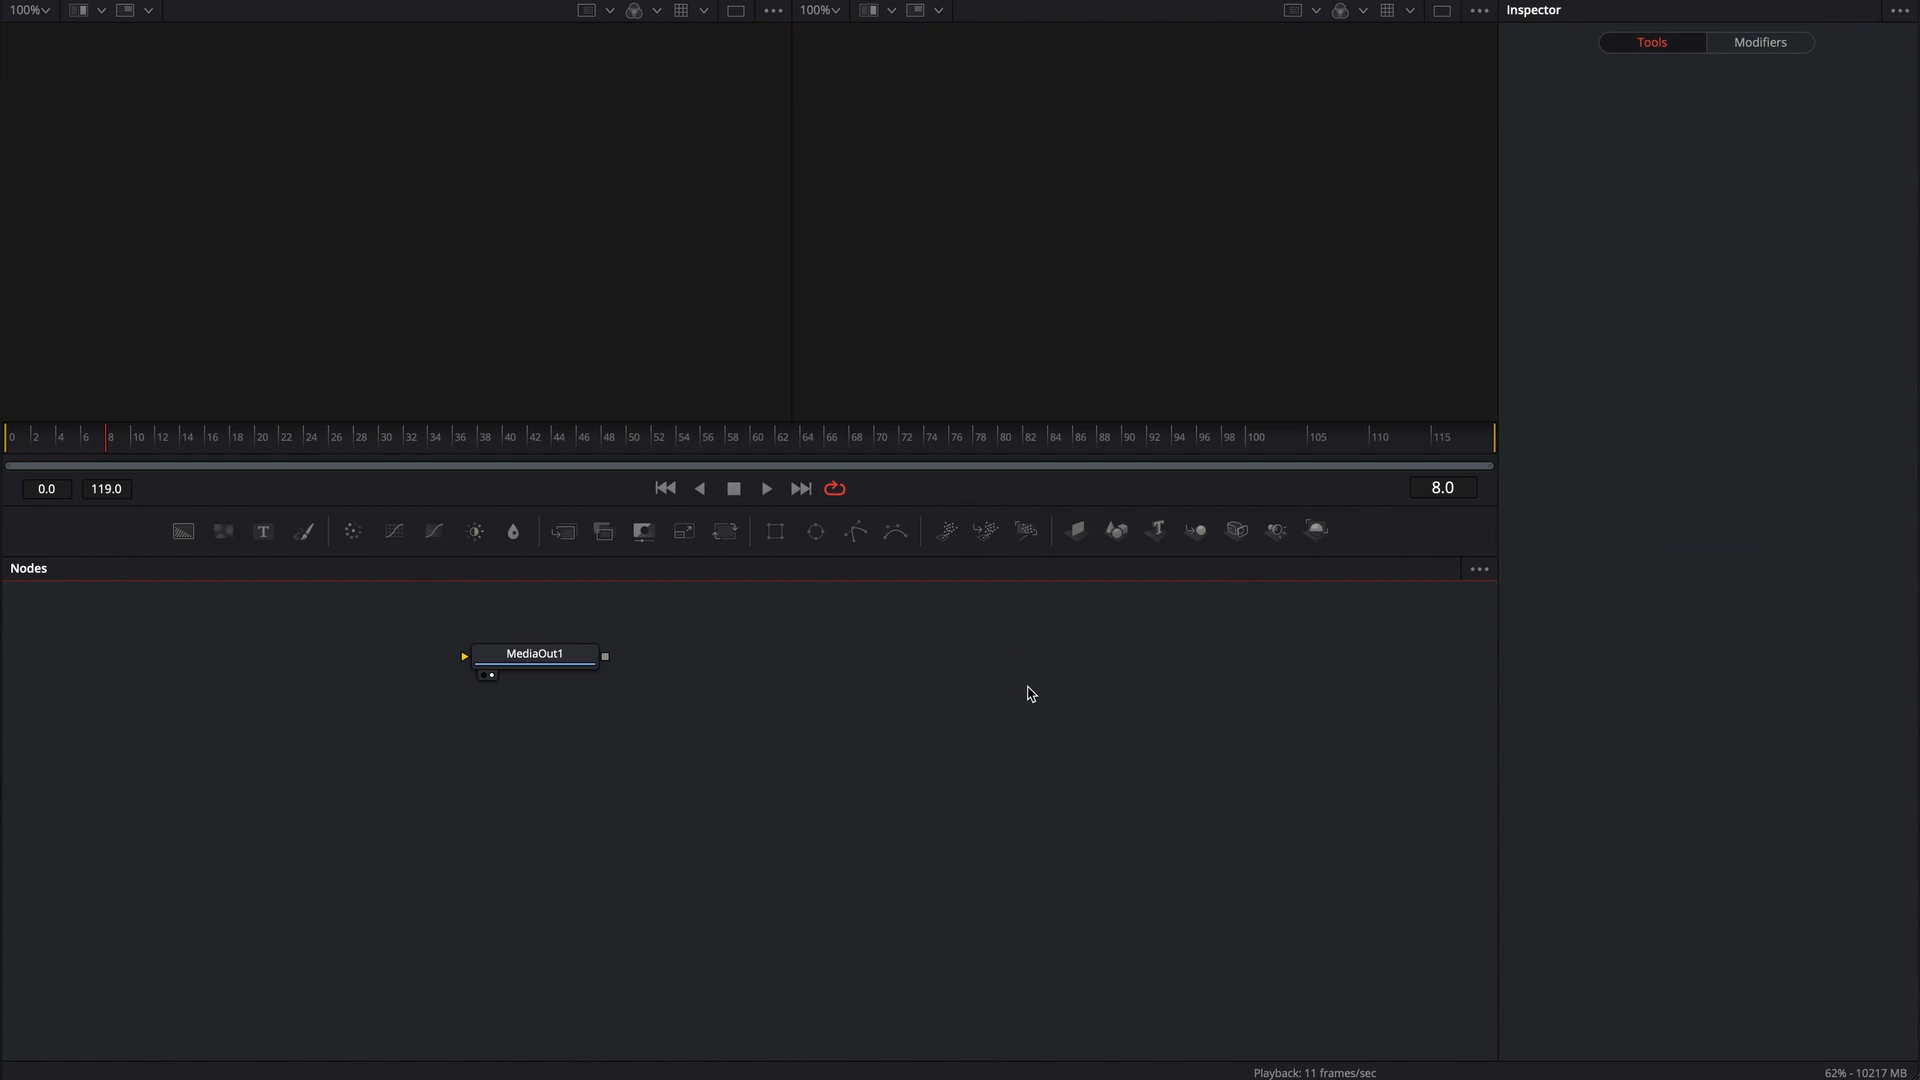 100%
100%
Inspector
Tools
Modifiers
0 2 4 6 8 10 12 14 16 18 20 22 24 26 28 30 32 34 36 38 40 42 44 46 48 50 52 54 56 58 60 62 64 66 68 70 72 74 76 78 80 82 84 86 88 90 92 94 96 98 100 105 110 115
0.0
119.0
8.0
T
T
Nodes
MediaOut1
Playback: 11 frames/sec
62% - 10217 MB